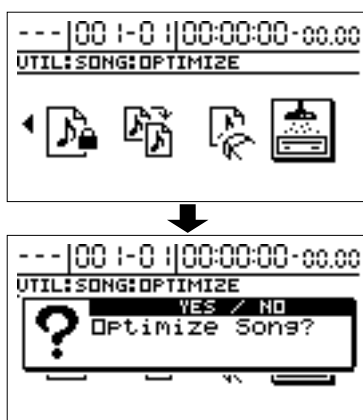 ---|001-01|00:00:00-00.00
UTIL:SONG:OPTIMIZE
---|001-01|00:00:00-00.00
UTIL:SONG:OPTIMIZE
YES / NO
Optimize Song?